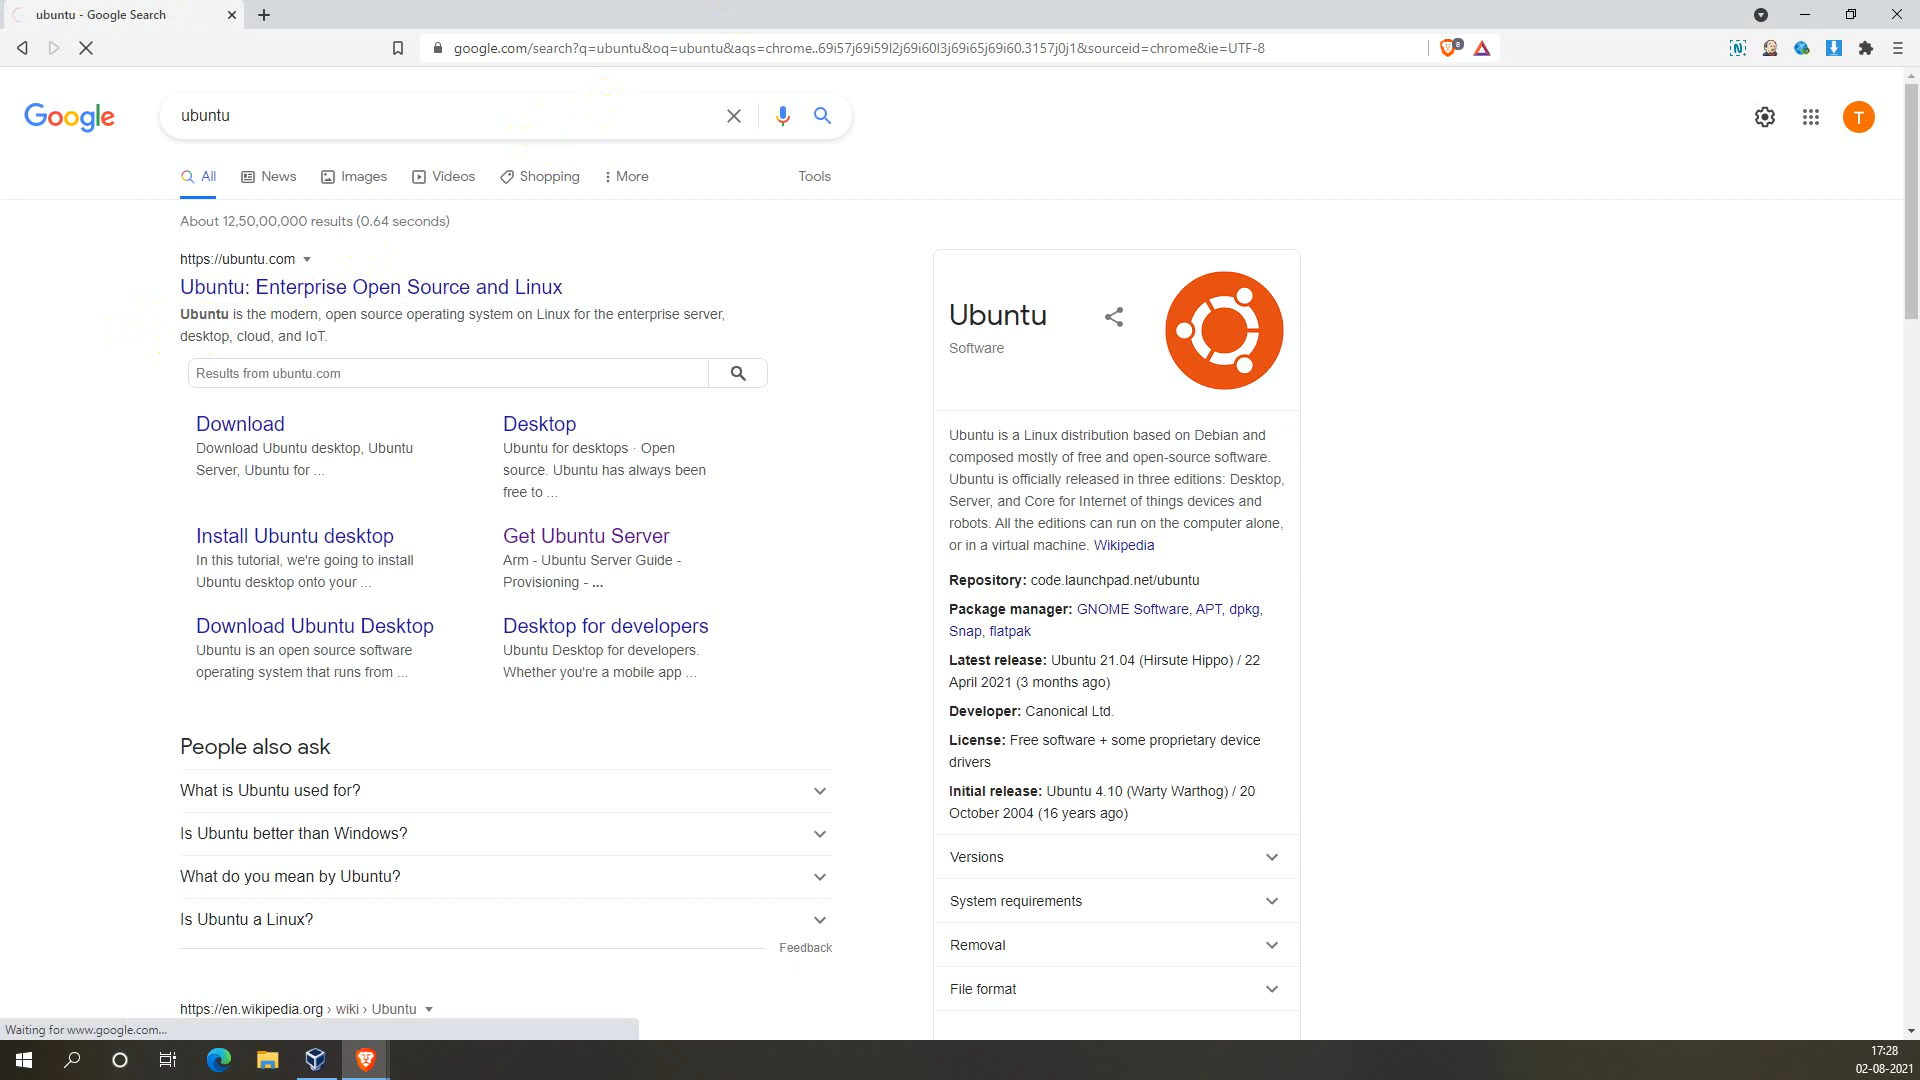 ubuntu - Google Search
google.com/search?q=ubuntu&oq=ubuntu&aqs=chrome..69i57j69i59l2j69i60l3j69i65j69i60.3157j0j1&sourceid=chrome&ie=UTF-8
8
N
Google
ubuntu
T
All
News
Images
Videos
Shopping
More
Tools
About 12,50,00,000 results (0.64 seconds)
https://ubuntu.com
Ubuntu: Enterprise Open Source and Linux
Ubuntu is the modern, open source operating system on Linux for the enterprise server,
desktop, cloud, and IoT.
Results from ubuntu.com
Download
Download Ubuntu desktop, Ubuntu
Server, Ubuntu for ...
Desktop
Ubuntu for desktops · Open
source. Ubuntu has always been
free to ...
Install Ubuntu desktop
In this tutorial, we're going to install
Ubuntu desktop onto your ...
Get Ubuntu Server
Arm - Ubuntu Server Guide -
Provisioning - ...
Download Ubuntu Desktop
Ubuntu is an open source software
operating system that runs from ...
Desktop for developers
Ubuntu Desktop for developers.
Whether you're a mobile app ...
People also ask
What is Ubuntu used for?
Is Ubuntu better than Windows?
What do you mean by Ubuntu?
Is Ubuntu a Linux?
Feedback
https://en.wikipedia.org › wiki › Ubuntu
Ubuntu
Software
Ubuntu is a Linux distribution based on Debian and
composed mostly of free and open-source software.
Ubuntu is officially released in three editions: Desktop,
Server, and Core for Internet of things devices and
robots. All the editions can run on the computer alone,
or in a virtual machine. Wikipedia
Repository: code.launchpad.net/ubuntu
Package manager: GNOME Software, APT, dpkg,
Snap, flatpak
Latest release: Ubuntu 21.04 (Hirsute Hippo) / 22
April 2021 (3 months ago)
Developer: Canonical Ltd.
License: Free software + some proprietary device
drivers
Initial release: Ubuntu 4.10 (Warty Warthog) / 20
October 2004 (16 years ago)
Versions
System requirements
Removal
File format
Waiting for www.google.com...
17:28
02-08-2021